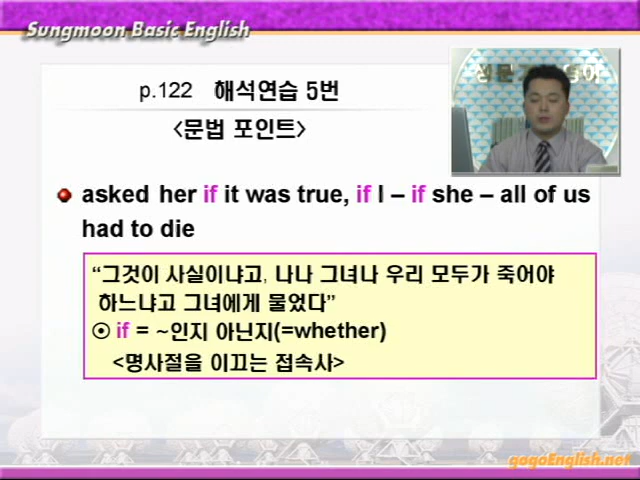 Sungmoon Basic English
p.122 해석연습 5번
<문법 포인트>
asked her if it was true, if I – if she – all of us
had to die
“그것이 사실이냐고, 나나 그녀나 우리 모두가 죽어야
하느냐고 그녀에게 물었다”
⊙ if = ~인지 아닌지(=whether)
<명사절을 이끄는 접속사>
gogoEnglish.net